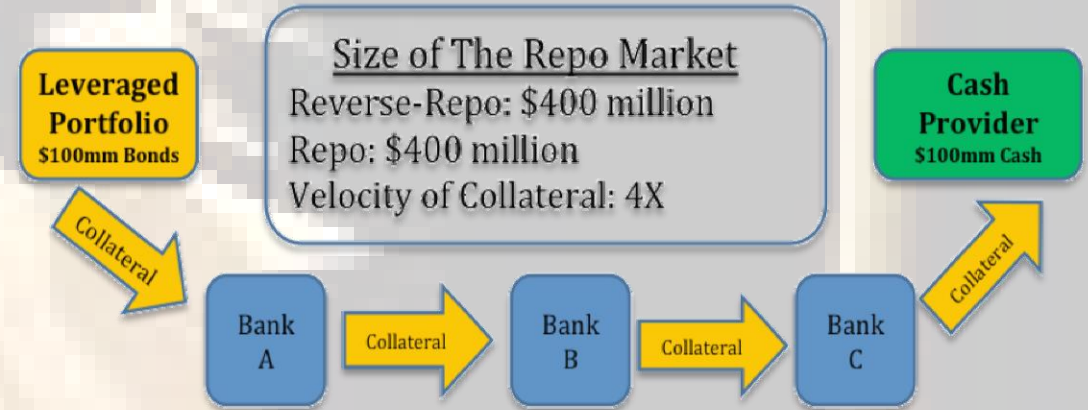 Size of The Repo Market
Reverse-Repo: $400 million
Repo: $400 million
Velocity of Collateral: 4X
Leveraged
Portfolio
$100mm Bonds
Cash
Provider
$100mm Cash
Collateral
Bank
A
Collateral
Bank
B
Collateral
Bank
C
Collateral